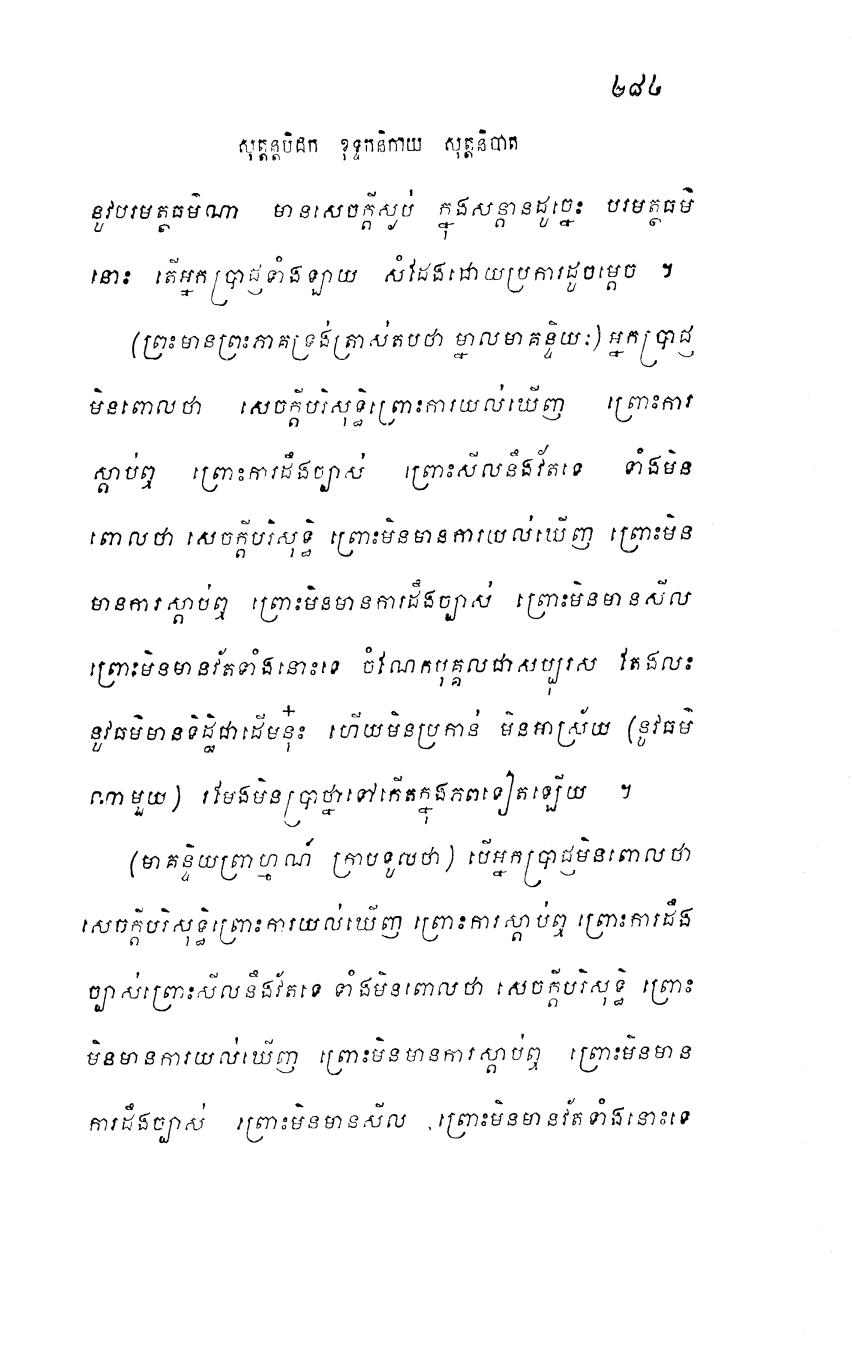 ២៨៤
សុត្តន្តបិដក ខុទ្ទកនិកាយ សុត្តនិបាត
នូវបរមត្ថធម៌ណា មានសេចក្តីស្ងប់ ក្នុងសន្តានដូច្នេះ បរមត្ថធម៌
នោះ តើអ្នកប្រាជ្ញទាំងឡាយ សំដែងដោយប្រការដូចម្តេច ។
(ព្រះមានព្រះភាគទ្រង់ត្រាស់តបថា ម្នាលមាគន្ទិយៈ) អ្នកប្រាជ្ញ
មិនពោលថា សេចក្តីបរិសុទ្ធិព្រោះការយល់ឃើញ ព្រោះការ
ស្តាប់ឮ ព្រោះការដឹងច្បាស់ ព្រោះសីលនឹងវ័តទេ ទាំងមិន
ពោលថា សេចក្តីបរិសុទ្ធិ ព្រោះមិនមានការយល់ឃើញ ព្រោះមិន
មានការស្តាប់ឮ ព្រោះមិនមានការដឹងច្បាស់ ព្រោះមិនមានសីល
ព្រោះមិនមានវ័តទាំងនោះទេ ចំណែកបុគ្គលជាសប្បុរស តែងលះ
នូវធម៌មានទិដ្ឋិជាដើមនុ៎ះ ហើយមិនប្រកាន់ មិនអាស្រ័យ (នូវធម៌
ណាមួយ) រមែងមិនប្រាថ្នាទៅកើតក្នុងភពទៀតឡើយ ។
(មាគន្ទិយព្រាហ្មណ៍ ក្រាបទូលថា) បើអ្នកប្រាជ្ញមិនពោលថា
សេចក្តីបរិសុទ្ធិព្រោះការយល់ឃើញ ព្រោះការស្តាប់ឮ ព្រោះការដឹង
ច្បាស់ព្រោះសីលនឹងវ័តទេ ទាំងមិនពោលថា សេចក្តីបរិសុទ្ធិ ព្រោះ
មិនមានការយល់ឃើញ ព្រោះមិនមានការស្តាប់ឮ ព្រោះមិនមាន
ការដឹងច្បាស់ ព្រោះមិនមានសីល ព្រោះមិនមានវ័តទាំងនោះទេ